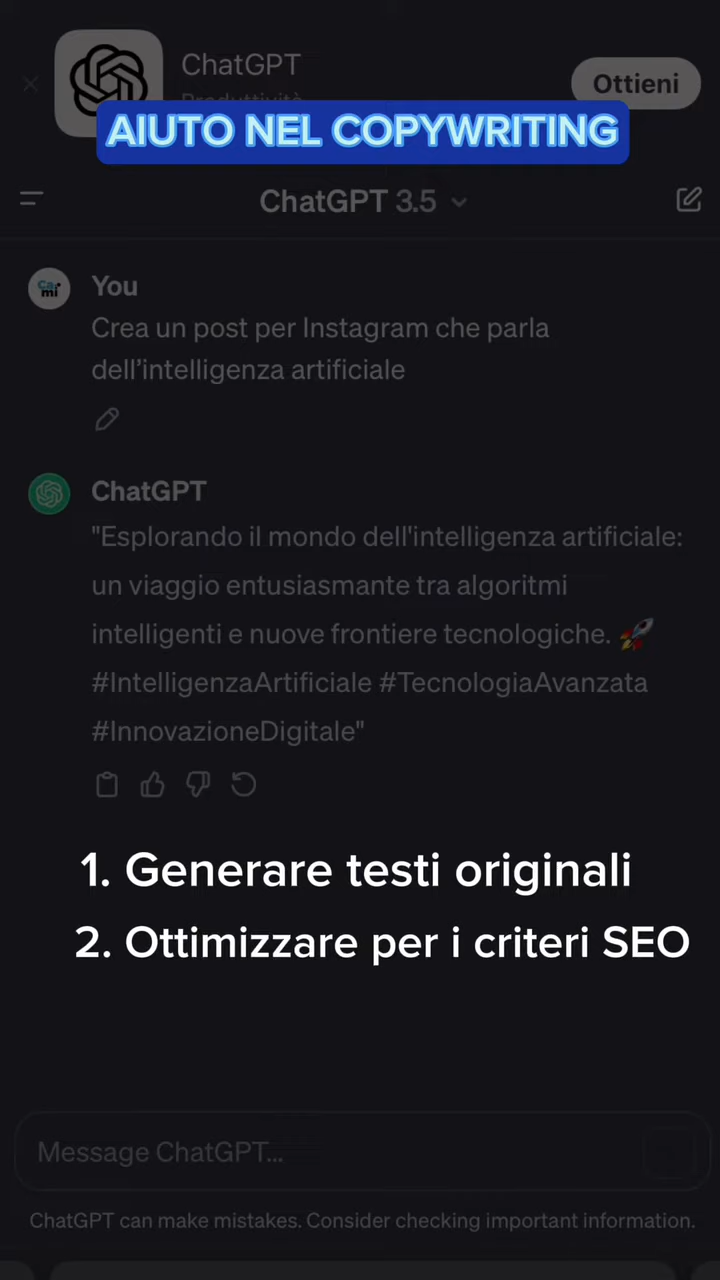 ChatGPT
Ottieni
AIUTO NEL COPYWRITING
ChatGPT 3.5
Ca.
mi
You
Crea un post per Instagram che parla
dell’intelligenza artificiale
ChatGPT
"Esplorando il mondo dell'intelligenza artificiale:
un viaggio entusiasmante tra algoritmi
intelligenti e nuove frontiere tecnologiche. 🚀
#IntelligenzaArtificiale #TecnologiaAvanzata
#InnovazioneDigitale"
1. Generare testi originali
2. Ottimizzare per i criteri SEO
Message ChatGPT...
ChatGPT can make mistakes. Consider checking important information.